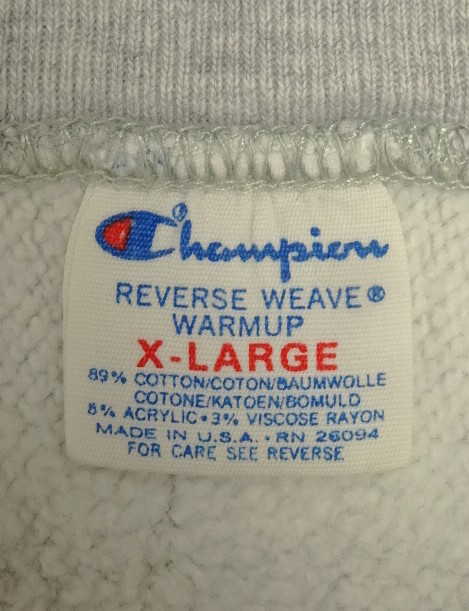 Champion
REVERSE WEAVE®
WARMUP
X-LARGE
89% COTTON/COTON/BAUMWOLLE
COTONE/KATOEN/BOMULD
8% ACRYLIC•3% VISCOSE RAYON
MADE IN U.S.A. • RN 26094
FOR CARE SEE REVERSE